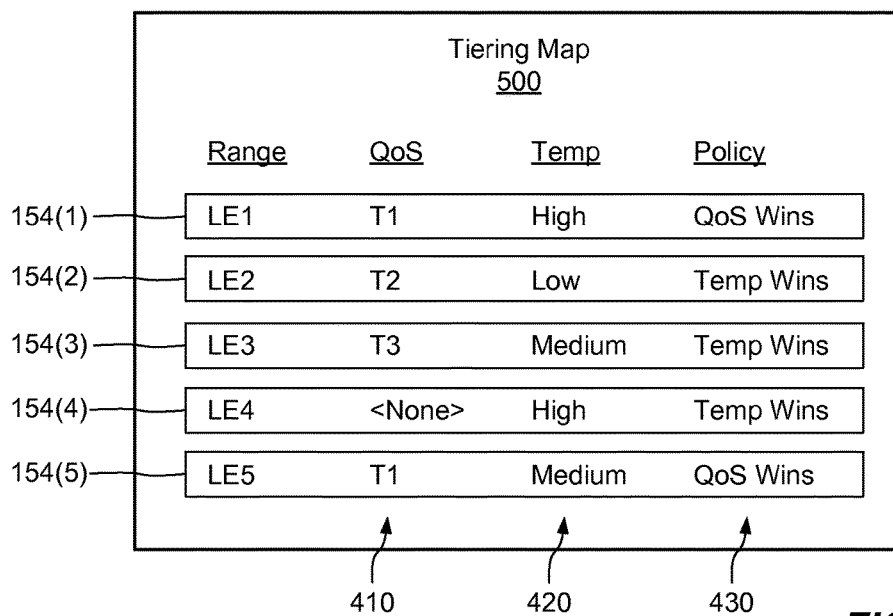 Tiering Map
500
Range QoS Temp Policy
154(1) LE1 T1 High QoS Wins
154(2) LE2 T2 Low Temp Wins
154(3) LE3 T3 Medium Temp Wins
154(4) LE4 <None> High Temp Wins
154(5) LE5 T1 Medium QoS Wins
410 420 430